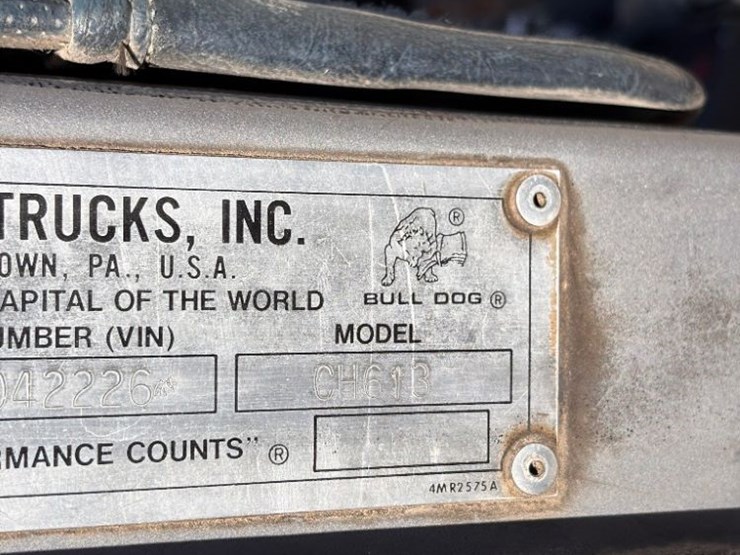 TRUCKS, INC. ®
OWN, PA., U.S.A.
APITAL OF THE WORLD
BULL DOG ®
UMBER (VIN) MODEL
042226** CH613
RMANCE COUNTS" ®
4MR2575A